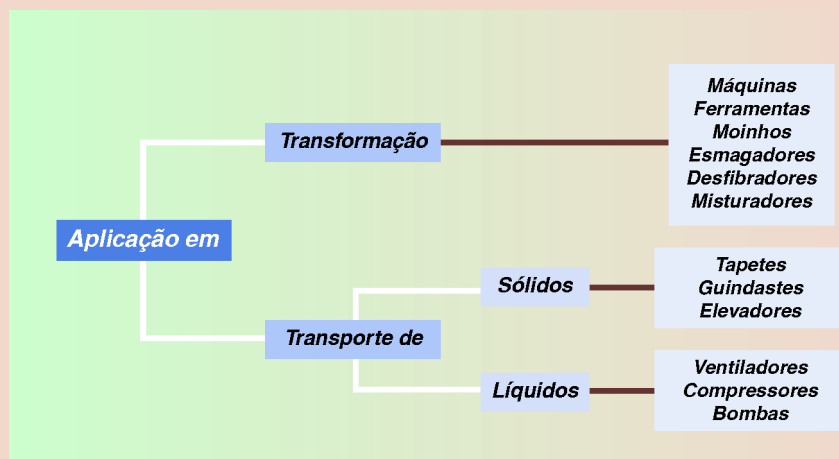 Aplicação em
Transformação
Máquinas
Ferramentas
Moinhos
Esmagadores
Desfibradores
Misturadores
Transporte de
Sólidos
Tapetes
Guindastes
Elevadores
Líquidos
Ventiladores
Compressores
Bombas